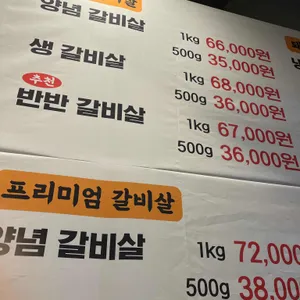 양념 갈비살 1kg 66,000원
500g 35,000원
생 갈비살 1kg 68,000원
500g 36,000원
추천
반반 갈비살 1kg 67,000원
500g 36,000원
프리미엄 갈비살
양념 갈비살 1kg 72,000
500g 38,000